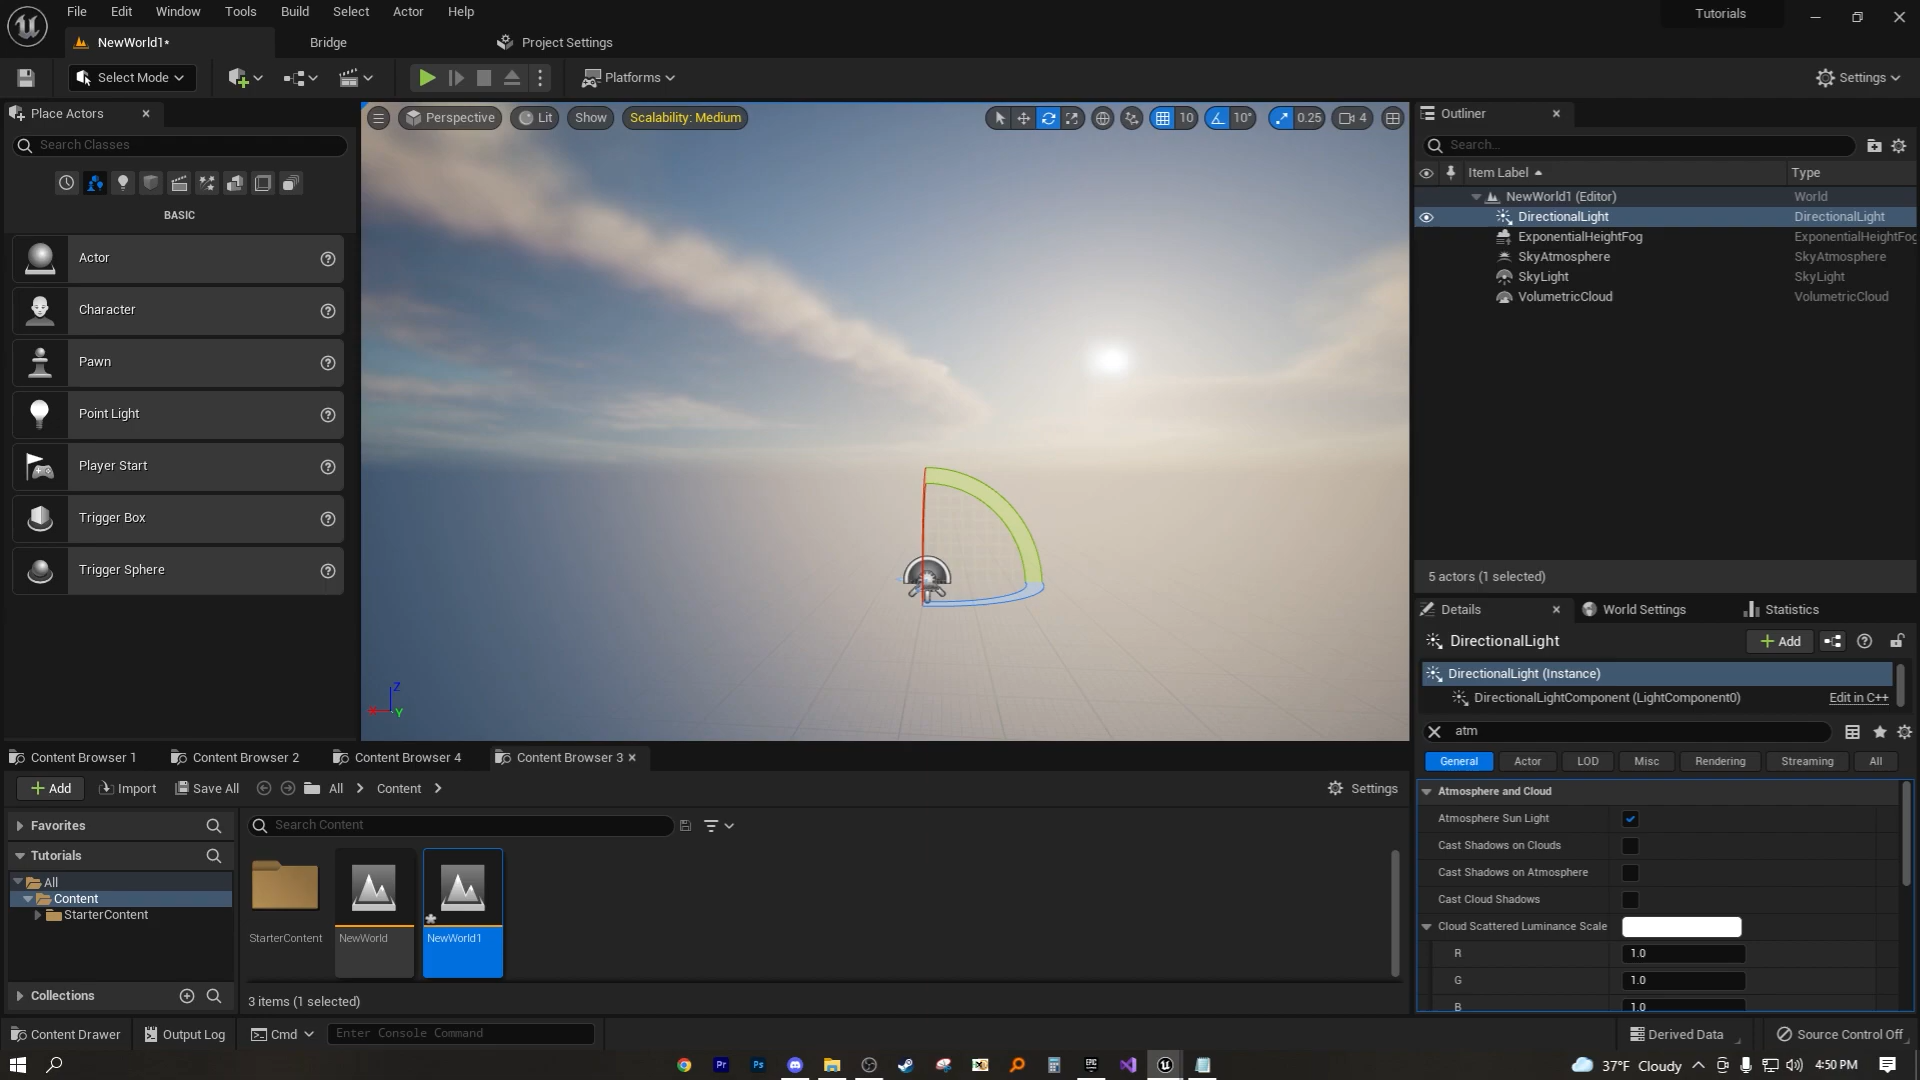 File Edit Window Tools Build Select Actor Help
Tutorials
NewWorld1*
Bridge
Project Settings
Select Mode
Platforms
Settings
Place Actors
Search Classes
BASIC
Actor
Character
Pawn
Point Light
Player Start
Trigger Box
Trigger Sphere
Perspective
Lit
Show
Scalability: Medium
10
10°
0.25
4
Z
X
Y
Outliner
Search...
Item Label
Type
NewWorld1 (Editor)
World
DirectionalLight
DirectionalLight
ExponentialHeightFog
ExponentialHeightFog
SkyAtmosphere
SkyAtmosphere
SkyLight
SkyLight
VolumetricCloud
VolumetricCloud
5 actors (1 selected)
Details
World Settings
Statistics
DirectionalLight
Add
DirectionalLight (Instance)
DirectionalLightComponent (LightComponent0)
Edit in C++
atm
General
Actor
LOD
Misc
Rendering
Streaming
All
Atmosphere and Cloud
Atmosphere Sun Light
Cast Shadows on Clouds
Cast Shadows on Atmosphere
Cast Cloud Shadows
Cloud Scattered Luminance Scale
R
1.0
G
1.0
B
1.0
Content Browser 1
Content Browser 2
Content Browser 4
Content Browser 3
Add
Import
Save All
All
Content
Settings
Favorites
Search Content
Tutorials
All
Content
StarterContent
StarterContent
NewWorld
NewWorld1
Collections
3 items (1 selected)
Content Drawer
Output Log
Cmd
Enter Console Command
Derived Data
Source Control Off
Pr
Ps
EPIC
37°F Cloudy
4:50 PM